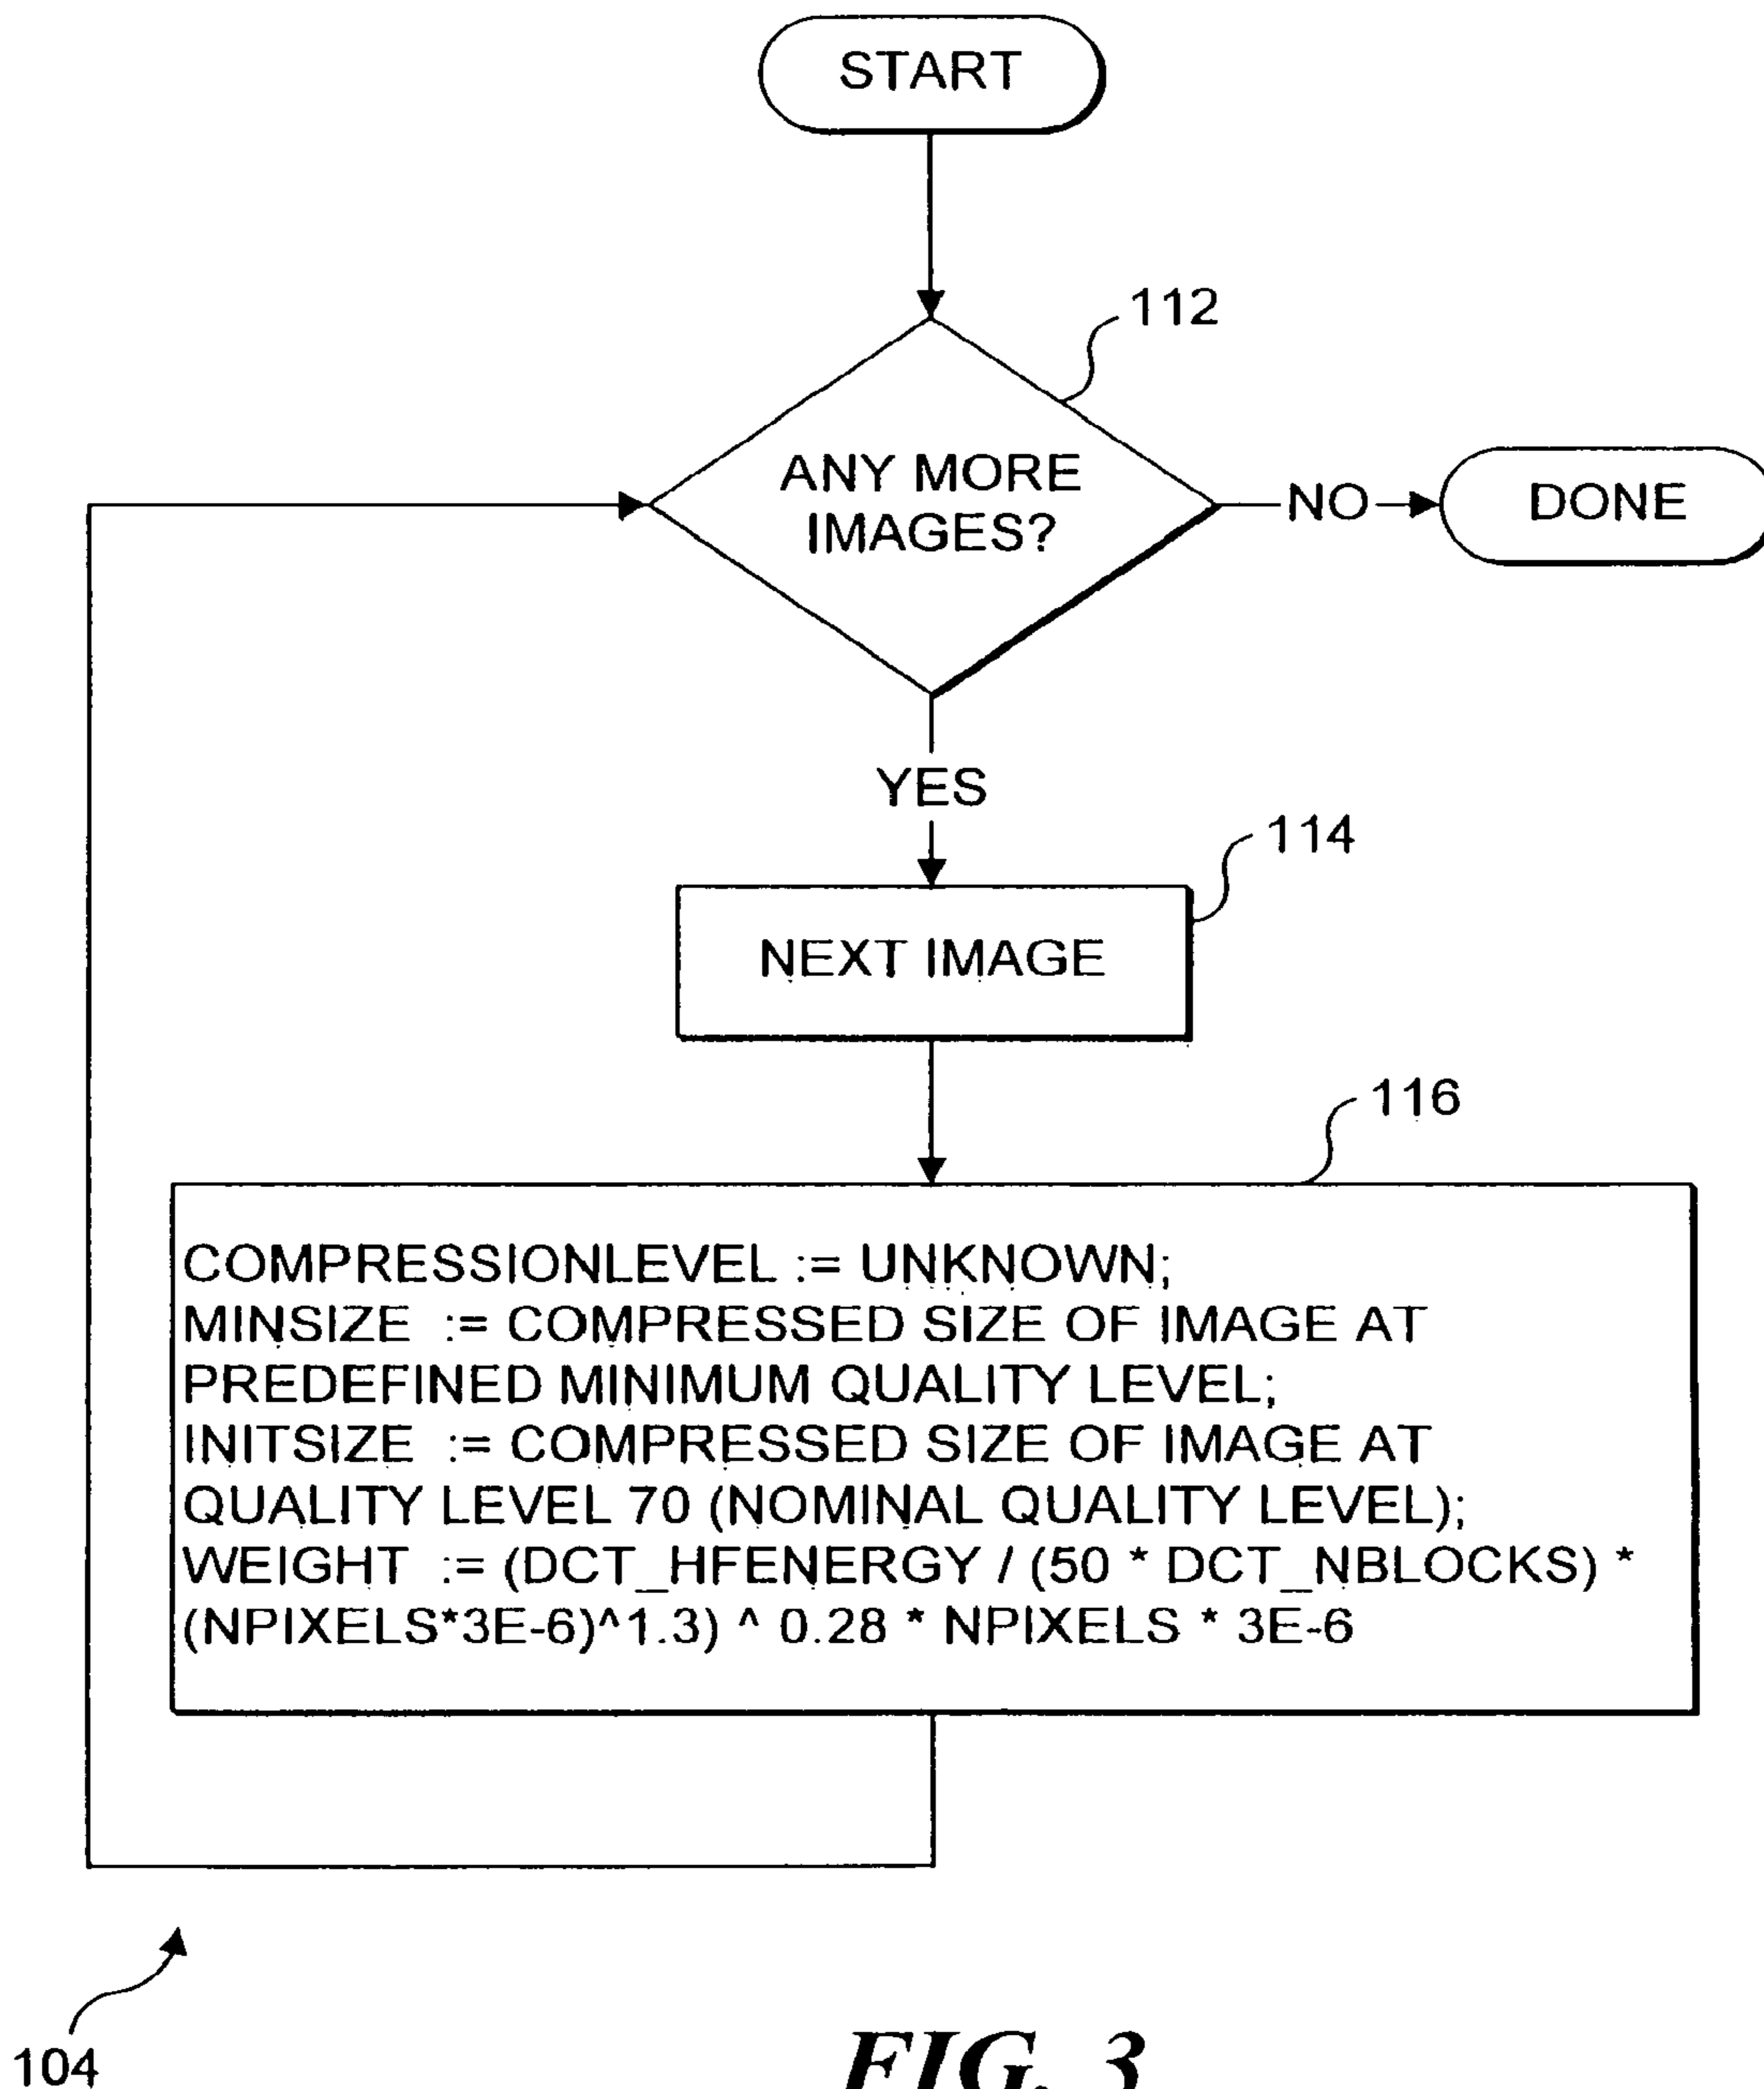 START
112
ANY MORE
IMAGES?
NO
DONE
YES
114
NEXT IMAGE
116
COMPRESSIONLEVEL := UNKNOWN;
MINSIZE := COMPRESSED SIZE OF IMAGE AT
PREDEFINED MINIMUM QUALITY LEVEL;
INITSIZE := COMPRESSED SIZE OF IMAGE AT
QUALITY LEVEL 70 (NOMINAL QUALITY LEVEL);
WEIGHT := (DCT_HFENERGY / (50 * DCT_NBLOCKS) *
(NPIXELS*3E-6)^1.3) ^ 0.28 * NPIXELS * 3E-6
104
FIG. 3